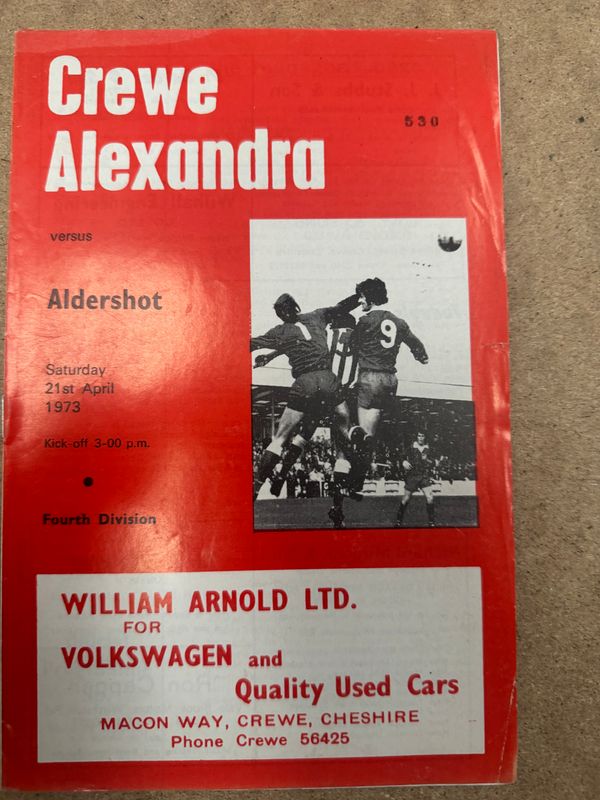 Crewe
Alexandra
530
versus
Aldershot
Saturday
21st April
1973
Kick-off 3-00 p.m.
Fourth Division
1
9
WILLIAM ARNOLD LTD.
FOR
VOLKSWAGEN and
Quality Used Cars
MACON WAY, CREWE, CHESHIRE
Phone Crewe 56425